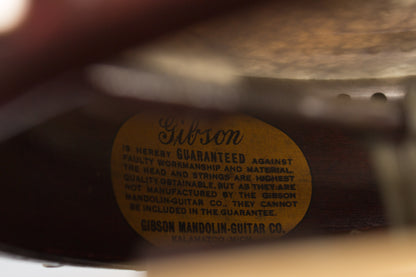 Gibson
IS HEREBY GUARANTEED AGAINST
FAULTY WORKMANSHIP AND MATERIAL.
THE HEAD AND STRINGS ARE HIGHEST
QUALITY OBTAINABLE, BUT AS THEY ARE
NOT MANUFACTURED BY THE GIBSON
MANDOLIN-GUITAR CO., THEY CANNOT
BE INCLUDED IN THE GUARANTEE.
GIBSON MANDOLIN-GUITAR CO.
KALAMAZOO